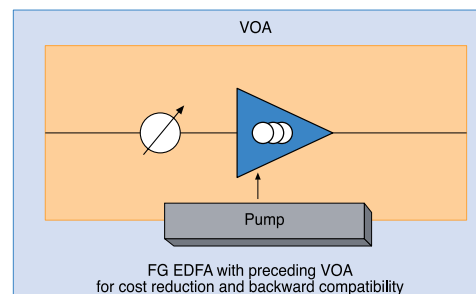 VOA
Pump
FG EDFA with preceding VOA
for cost reduction and backward compatibility